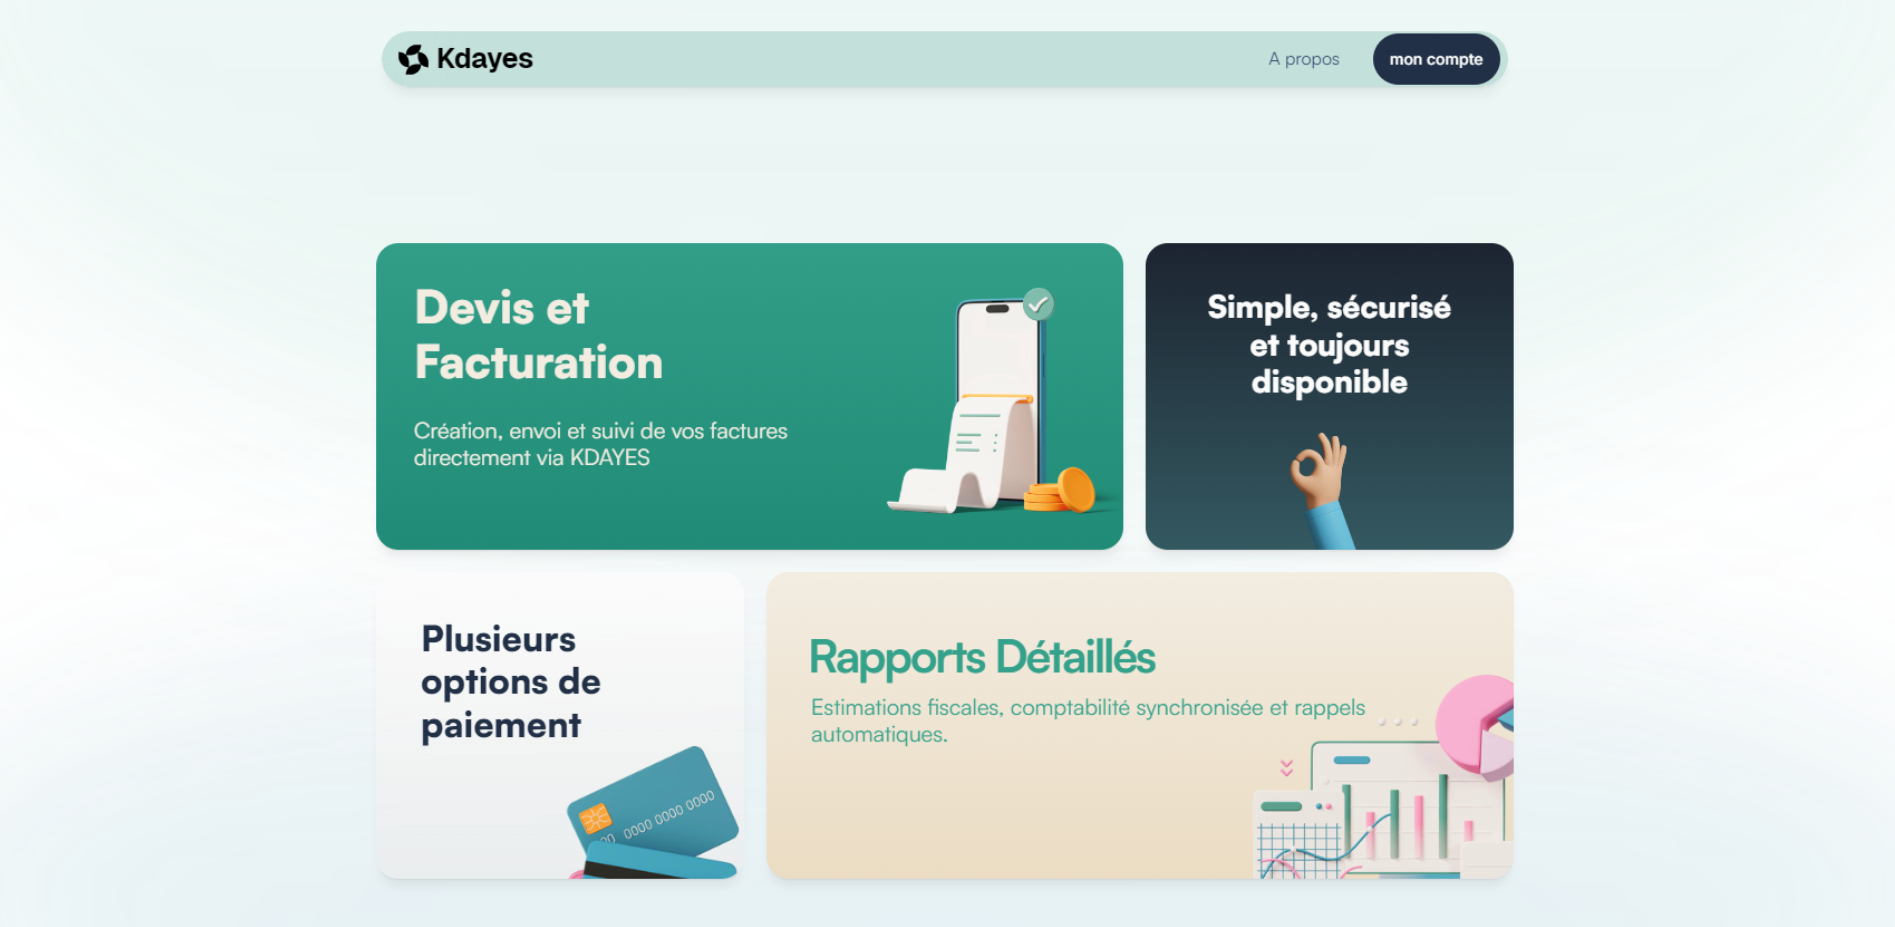 Kdayes
A propos
mon compte
Devis et
Facturation
Création, envoi et suivi de vos factures
directement via KDAYES
Simple, sécurisé
et toujours
disponible
Plusieurs
options de
paiement
0000 0000 0000
Rapports Détaillés
Estimations fiscales, comptabilité synchronisée et rappels
automatiques.